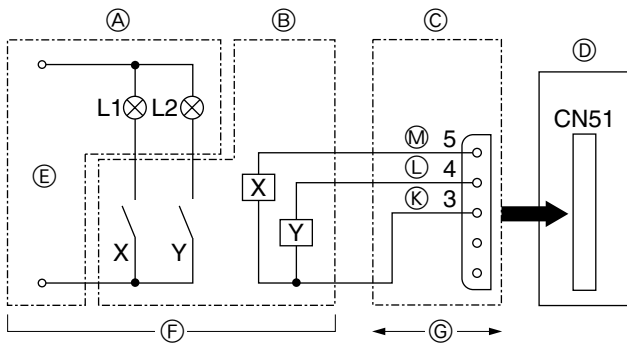 Ⓐ Ⓑ Ⓒ Ⓓ
L1 L2 CN51
Ⓜ 5
Ⓛ 4
Ⓔ X Ⓚ 3
Y
X Y
Ⓕ Ⓖ